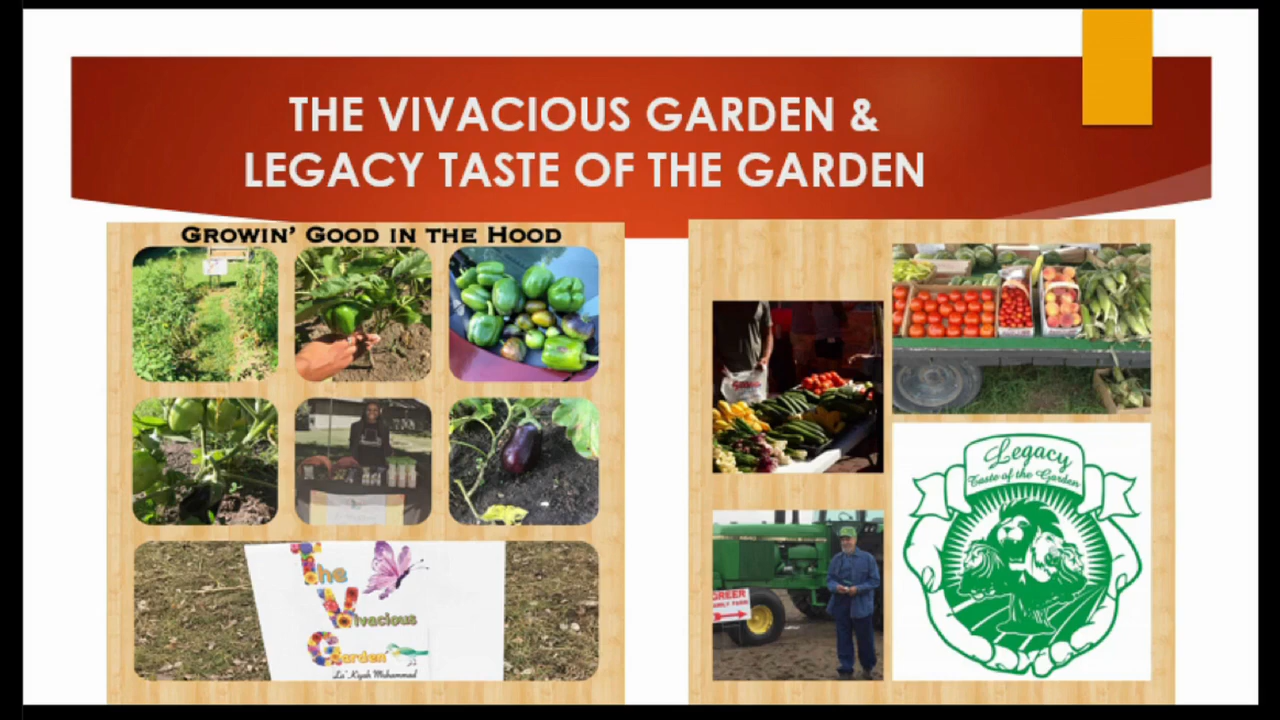 THE VIVACIOUS GARDEN &
LEGACY TASTE OF THE GARDEN
GROWIN' GOOD IN THE HOOD
The
Vivacious
Garden
La'Kiyah Muhammad
Legacy
Taste of the Garden
GREER
FAMILY FARM